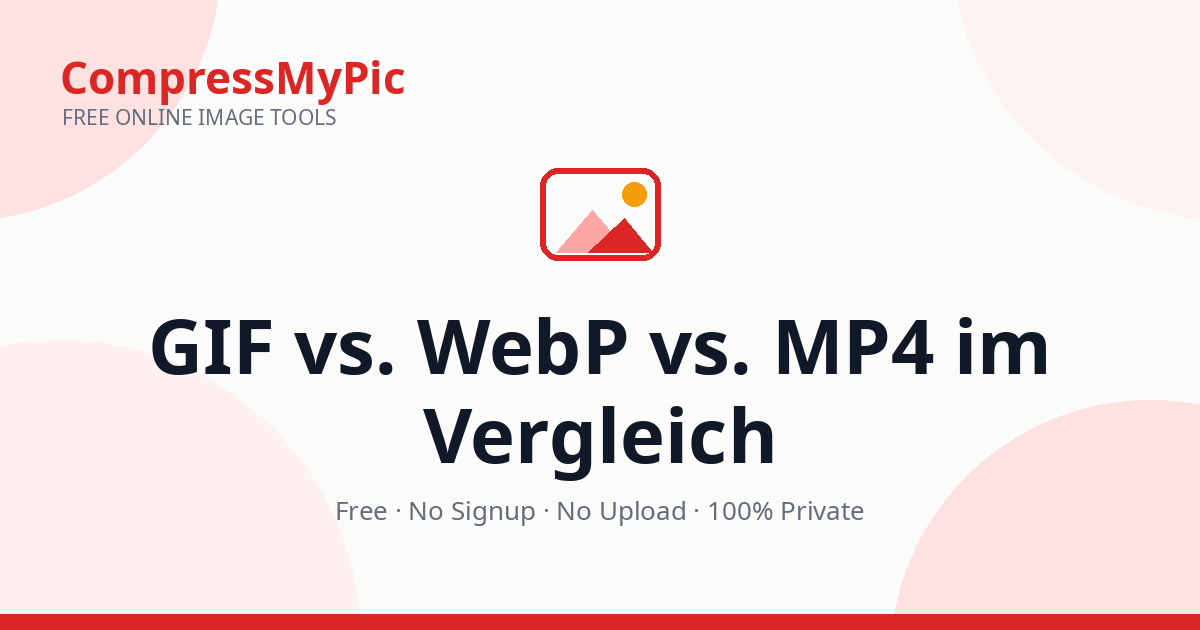 CompressMyPic
FREE ONLINE IMAGE TOOLS
GIF vs. WebP vs. MP4 im
Vergleich
Free · No Signup · No Upload · 100% Private